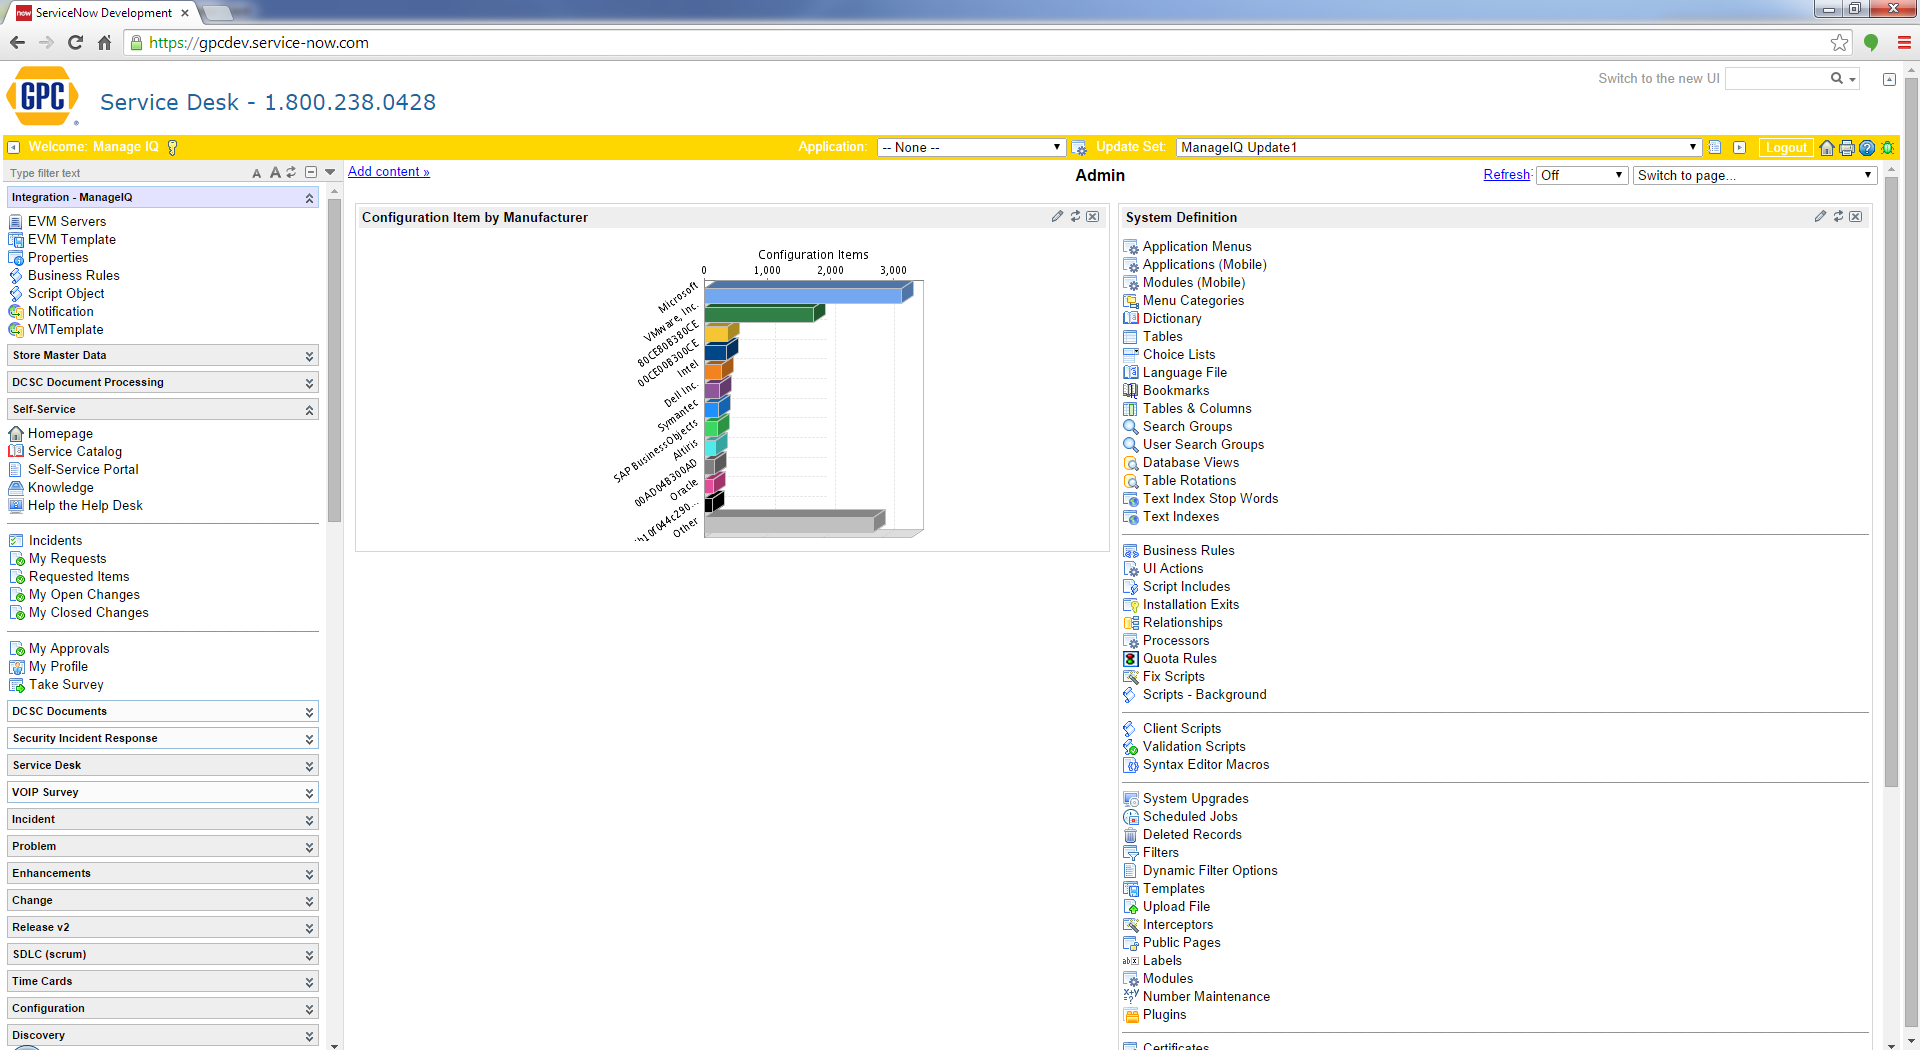 ServiceNow Development
https://gpcdev.service-now.com
GPC
Service Desk - 1.800.238.0428
Switch to the new UI
Welcome: Manage IQ
Application: -- None --
Update Set: ManageIQ Update1
Logout
Type filter text
Add content »
Admin
Refresh: Off
Switch to page...
Integration - ManageIQ
EVM Servers
EVM Template
Properties
Business Rules
Script Object
Notification
VMTemplate
Store Master Data
DCSC Document Processing
Self-Service
Homepage
Service Catalog
Self-Service Portal
Knowledge
Help the Help Desk
Incidents
My Requests
Requested Items
My Open Changes
My Closed Changes
My Approvals
My Profile
Take Survey
DCSC Documents
Security Incident Response
Service Desk
VOIP Survey
Incident
Problem
Enhancements
Change
Release v2
SDLC (scrum)
Time Cards
Configuration
Discovery
Configuration Item by Manufacturer
Configuration Items
0 1,000 2,000 3,000
Microsoft
VMware, Inc.
80CE80B380CE
00CE00B300CE
Intel
Dell Inc.
Symantec
SAP BusinessObjects
Altiris
00AD04B300AD
Oracle
Other
System Definition
Application Menus
Applications (Mobile)
Modules (Mobile)
Menu Categories
Dictionary
Tables
Choice Lists
Language File
Bookmarks
Tables & Columns
Search Groups
User Search Groups
Database Views
Table Rotations
Text Index Stop Words
Text Indexes
Business Rules
UI Actions
Script Includes
Installation Exits
Relationships
Processors
Quota Rules
Fix Scripts
Scripts - Background
Client Scripts
Validation Scripts
Syntax Editor Macros
System Upgrades
Scheduled Jobs
Deleted Records
Filters
Dynamic Filter Options
Templates
Upload File
Interceptors
Public Pages
Labels
Modules
Number Maintenance
Plugins
Certificates